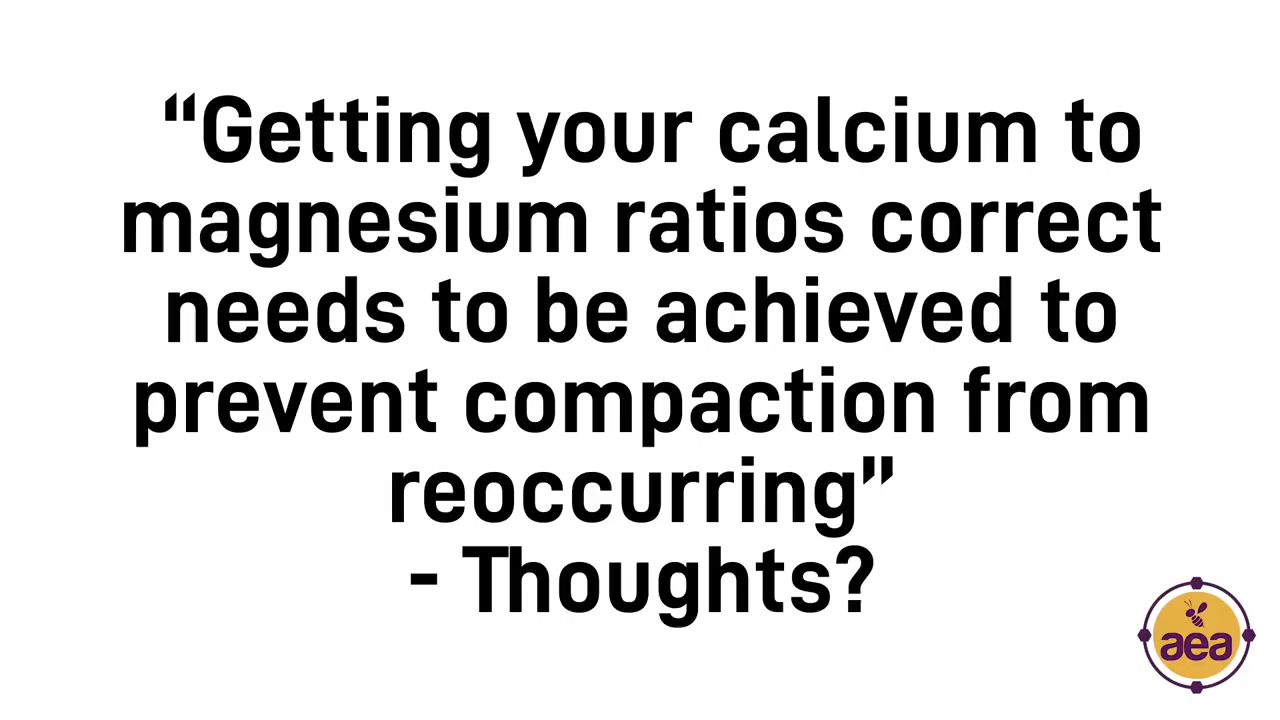 “Getting your calcium to
magnesium ratios correct
needs to be achieved to
prevent compaction from
reoccurring”
- Thoughts?
aea